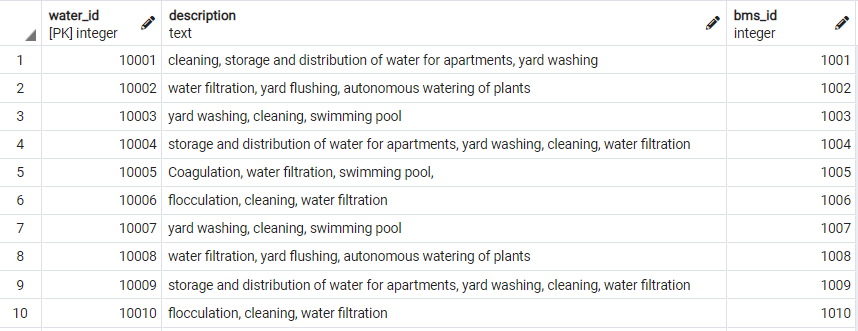 water_id description bms_id
[PK] integer text integer
1 10001 cleaning, storage and distribution of water for apartments, yard washing 1001
2 10002 water filtration, yard flushing, autonomous watering of plants 1002
3 10003 yard washing, cleaning, swimming pool 1003
4 10004 storage and distribution of water for apartments, yard washing, cleaning, water filtration 1004
5 10005 Coagulation, water filtration, swimming pool, 1005
6 10006 flocculation, cleaning, water filtration 1006
7 10007 yard washing, cleaning, swimming pool 1007
8 10008 water filtration, yard flushing, autonomous watering of plants 1008
9 10009 storage and distribution of water for apartments, yard washing, cleaning, water filtration 1009
10 10010 flocculation, cleaning, water filtration 1010